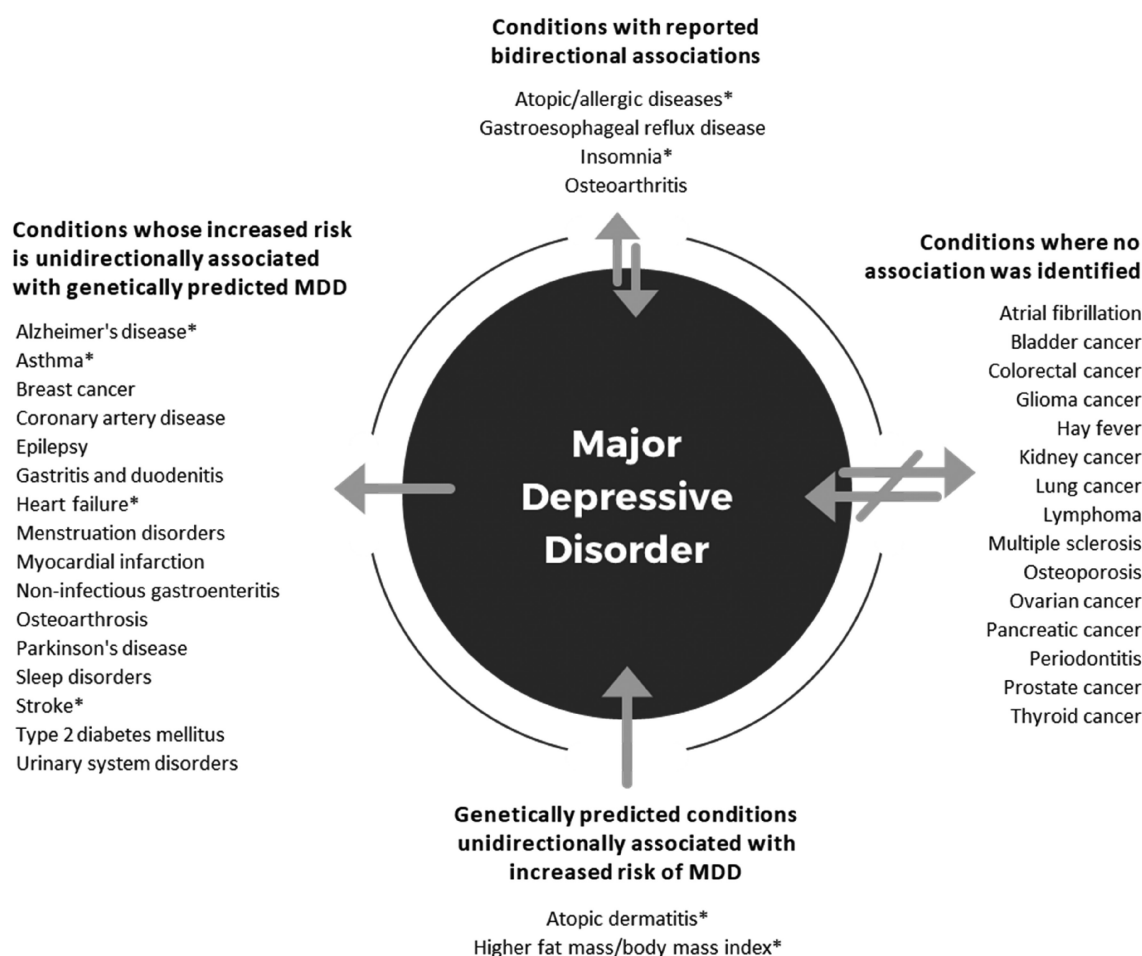 Conditions with reported
bidirectional associations
Atopic/allergic diseases*
Gastroesophageal reflux disease
Insomnia*
Osteoarthritis
Conditions whose increased risk
is unidirectionally associated
with genetically predicted MDD
Alzheimer's disease*
Asthma*
Breast cancer
Coronary artery disease
Epilepsy
Gastritis and duodenitis
Heart failure*
Menstruation disorders
Myocardial infarction
Non-infectious gastroenteritis
Osteoarthrosis
Parkinson's disease
Sleep disorders
Stroke*
Type 2 diabetes mellitus
Urinary system disorders
Major
Depressive
Disorder
Conditions where no
association was identified
Atrial fibrillation
Bladder cancer
Colorectal cancer
Glioma cancer
Hay fever
Kidney cancer
Lung cancer
Lymphoma
Multiple sclerosis
Osteoporosis
Ovarian cancer
Pancreatic cancer
Periodontitis
Prostate cancer
Thyroid cancer
Genetically predicted conditions
unidirectionally associated with
increased risk of MDD
Atopic dermatitis*
Higher fat mass/body mass index*